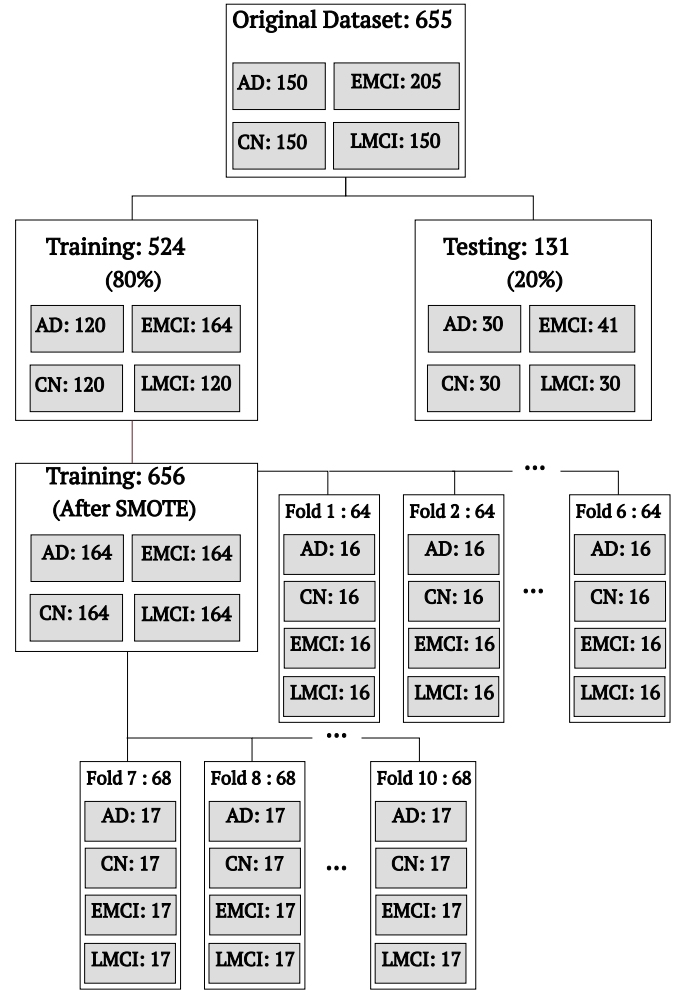 Original Dataset: 655
AD: 150
EMCI: 205
CN: 150
LMCI: 150
Training: 524
(80%)
AD: 120
EMCI: 164
CN: 120
LMCI: 120
Testing: 131
(20%)
AD: 30
EMCI: 41
CN: 30
LMCI: 30
Training: 656
(After SMOTE)
AD: 164
EMCI: 164
CN: 164
LMCI: 164
...
Fold 1 : 64
AD: 16
CN: 16
EMCI: 16
LMCI: 16
Fold 2 : 64
AD: 16
CN: 16
EMCI: 16
LMCI: 16
...
Fold 6 : 64
AD: 16
CN: 16
EMCI: 16
LMCI: 16
...
Fold 7 : 68
AD: 17
CN: 17
EMCI: 17
LMCI: 17
Fold 8 : 68
AD: 17
CN: 17
EMCI: 17
LMCI: 17
...
Fold 10 : 68
AD: 17
CN: 17
EMCI: 17
LMCI: 17